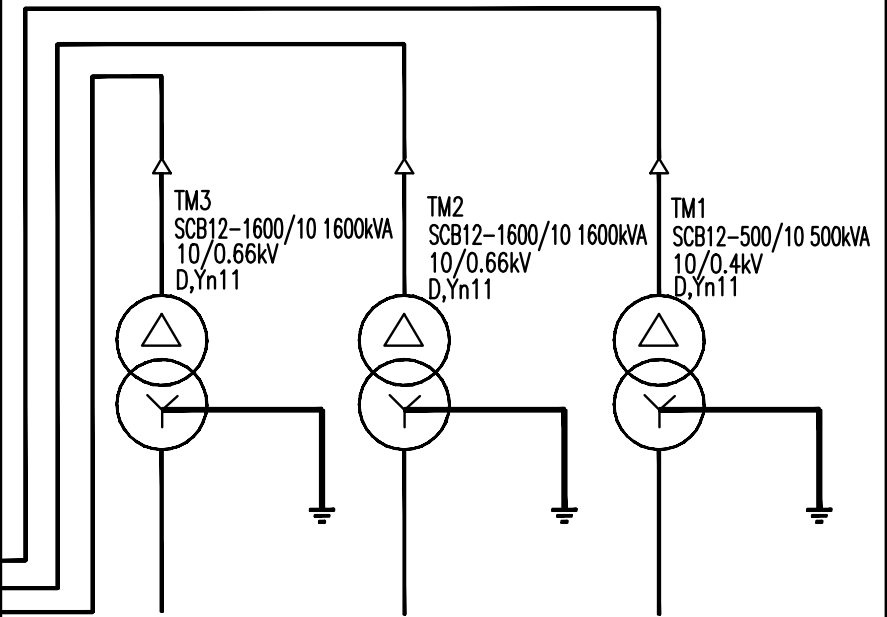 TM3
SCB12-1600/10 1600kVA
10/0.66kV
D,Yn11
TM2
SCB12-1600/10 1600kVA
10/0.66kV
D,Yn11
TM1
SCB12-500/10 500kVA
10/0.4kV
D,Yn11